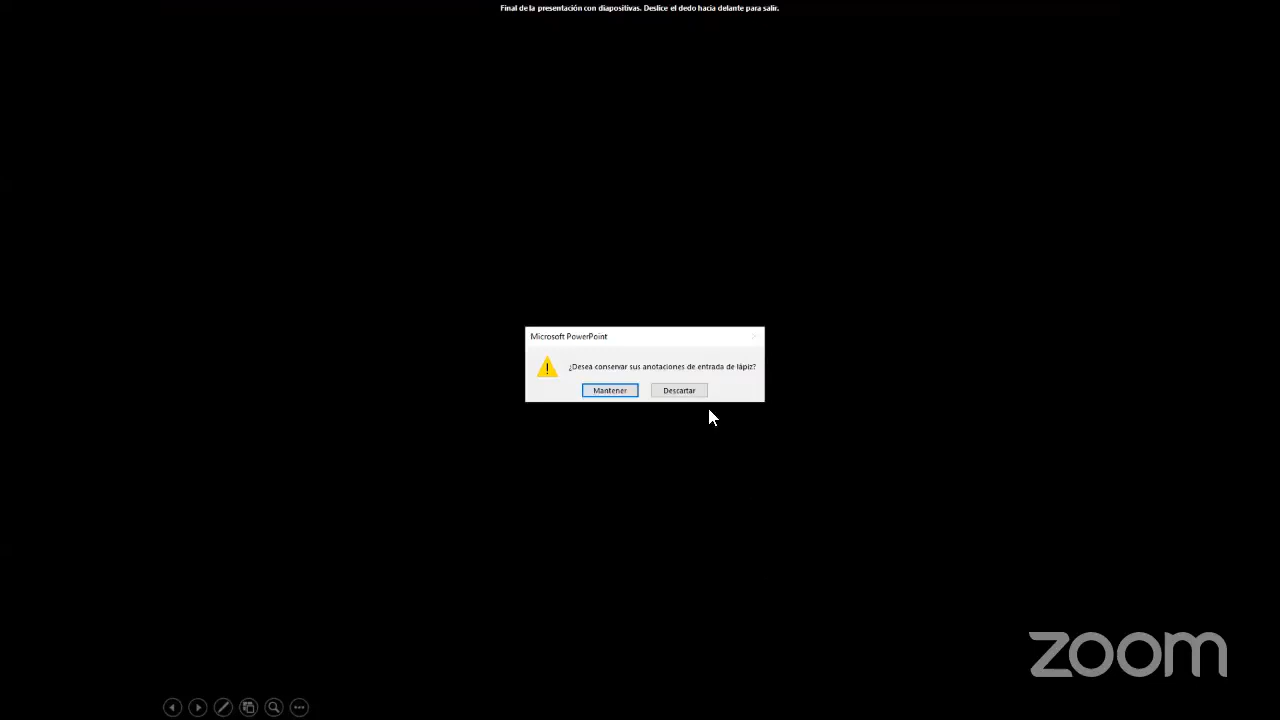 Final de la presentación con diapositivas. Deslice el dedo hacia delante para salir.
Microsoft PowerPoint
¿Desea conservar sus anotaciones de entrada de lápiz?
Mantener Descartar
zoom